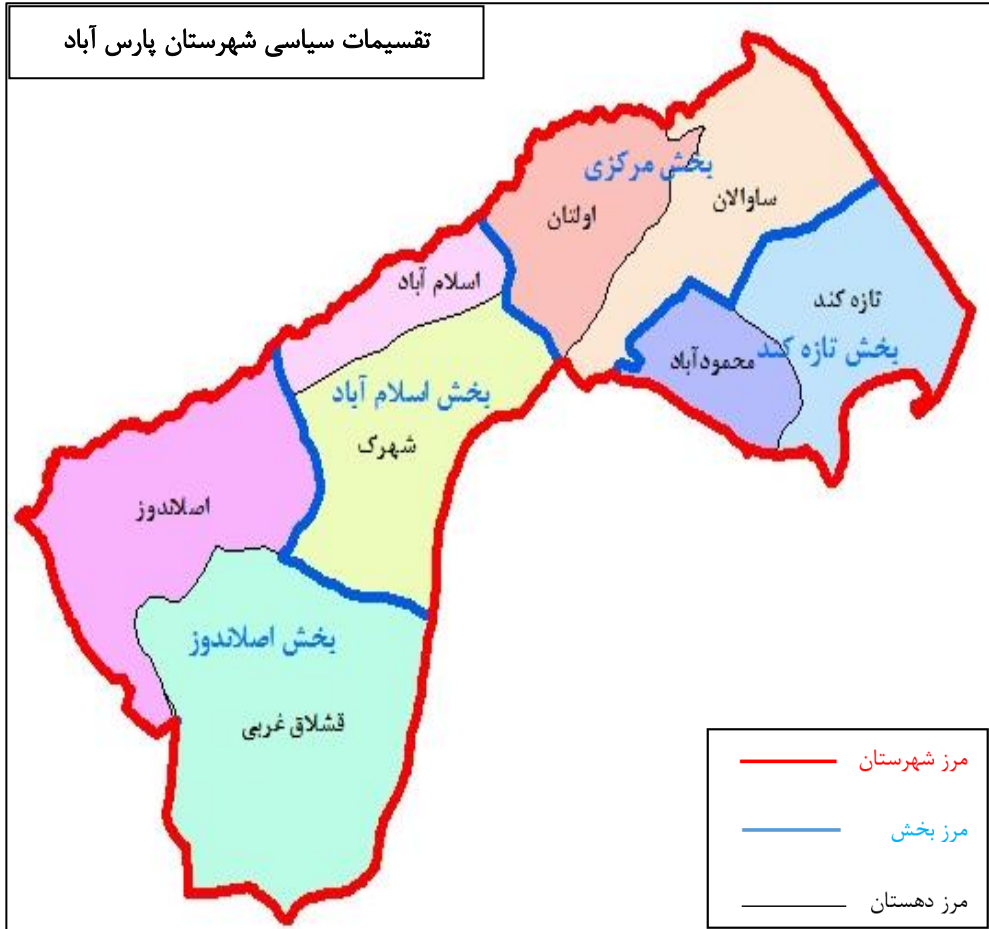 تقسیمات سیاسی شهرستان پارس آباد
بخش مرکزی
ساوالان
اولتان
اسلام آباد
تازه کند
بخش تازه کند
محمودآباد
بخش اسلام آباد
شهرک
اصلاندوز
بخش اصلاندوز
قشلاق غربی
مرز شهرستان
مرز بخش
مرز دهستان